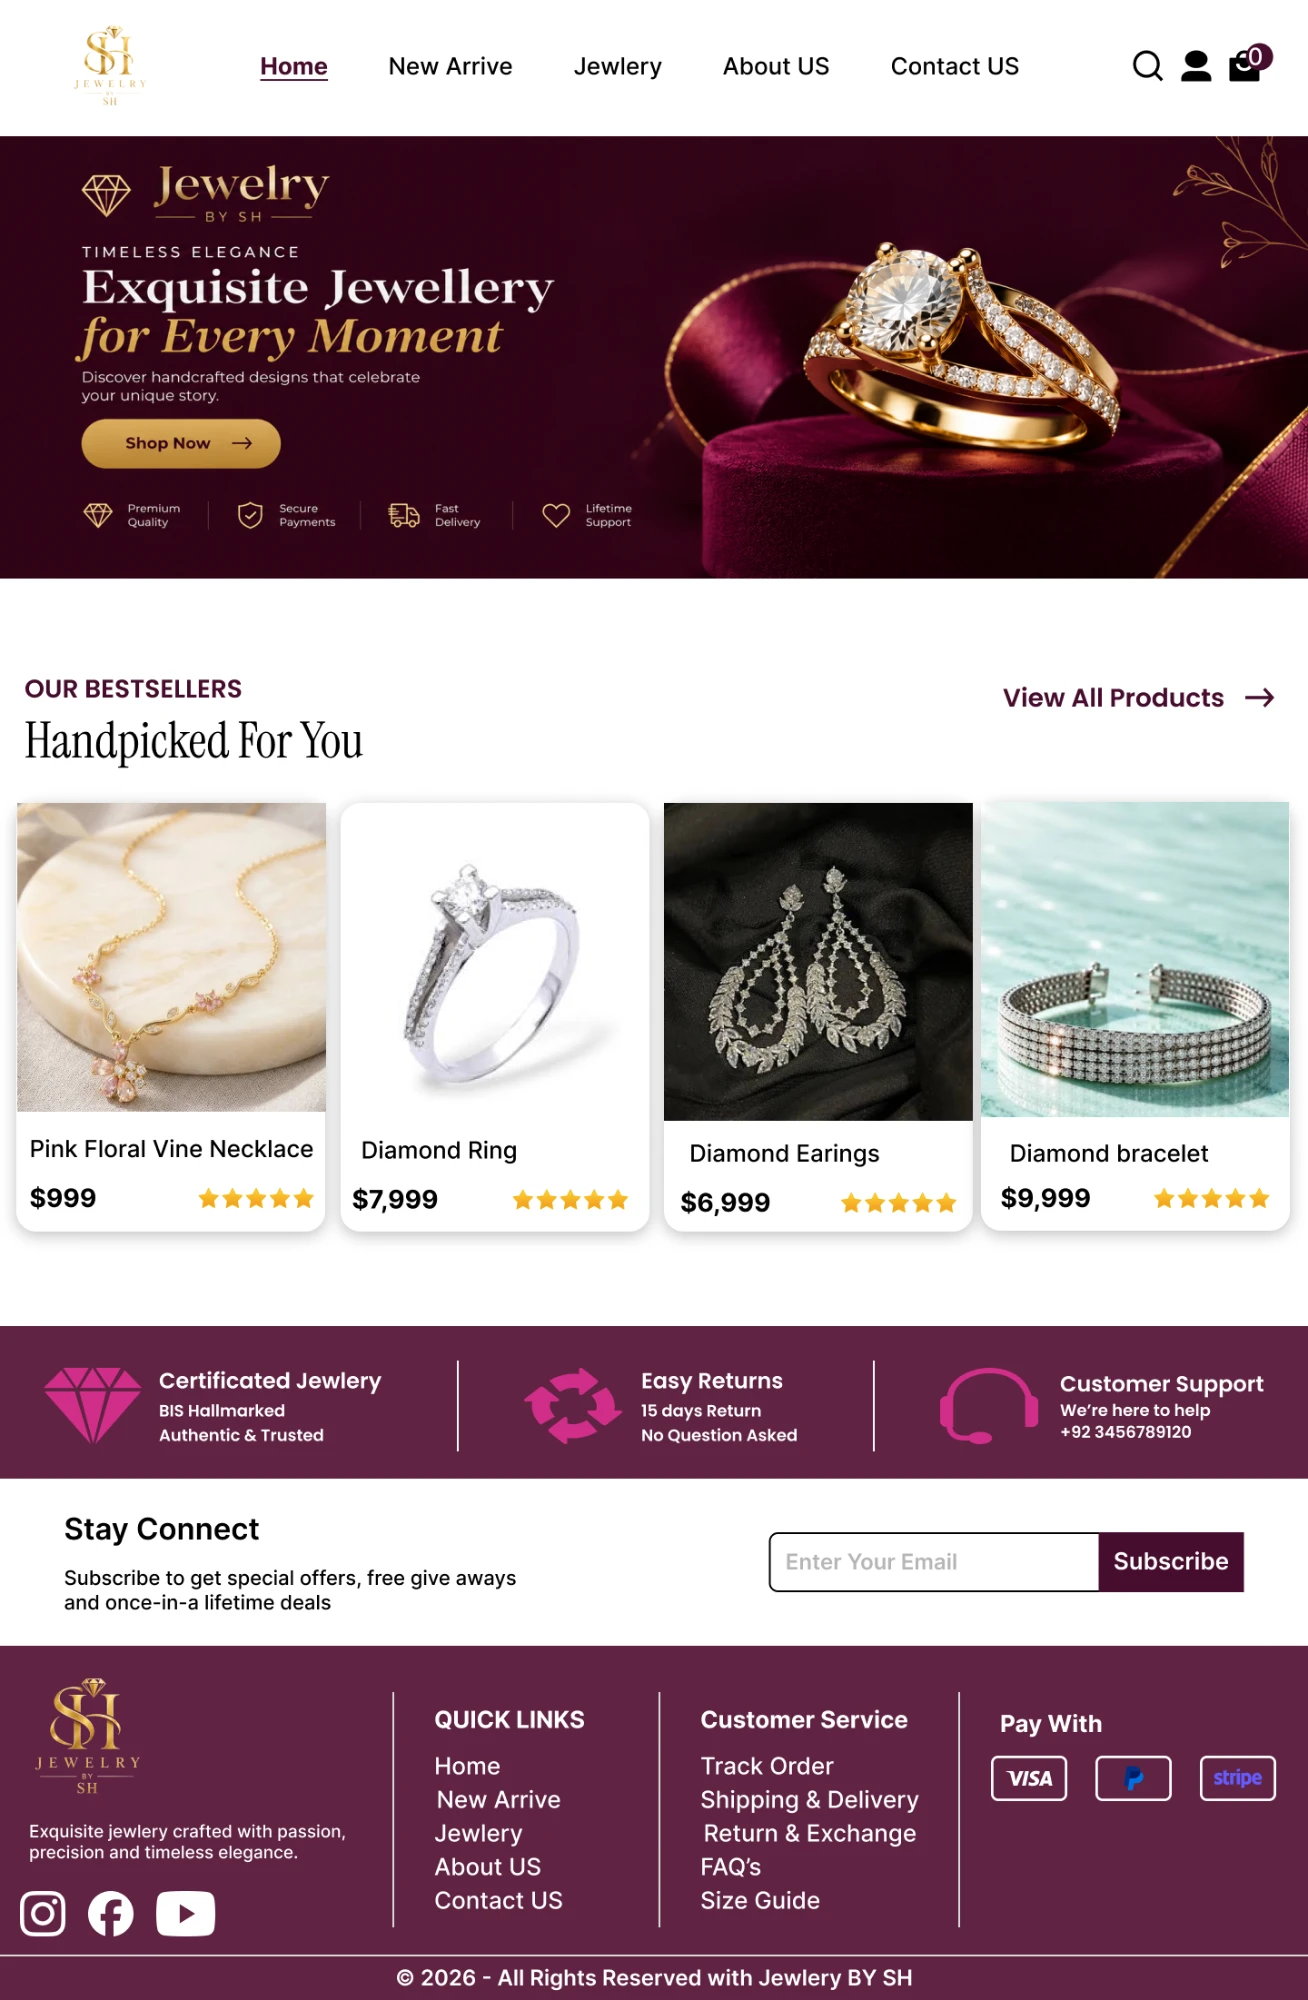 SH
JEWELRY
BY
SH
Home
New Arrive
Jewlery
About US
Contact US
0
Jewelry
BY SH
TIMELESS ELEGANCE
Exquisite Jewellery
for Every Moment
Discover handcrafted designs that celebrate
your unique story.
Shop Now
Premium
Quality
Secure
Payments
Fast
Delivery
Lifetime
Support
OUR BESTSELLERS
Handpicked For You
View All Products
Pink Floral Vine Necklace
$999
Diamond Ring
$7,999
Diamond Earings
$6,999
Diamond bracelet
$9,999
Certificated Jewlery
BIS Hallmarked
Authentic & Trusted
Easy Returns
15 days Return
No Question Asked
Customer Support
We’re here to help
+92 3456789120
Stay Connect
Subscribe to get special offers, free give aways
and once-in-a lifetime deals
Enter Your Email
Subscribe
SH
JEWELRY
BY
SH
Exquisite jewlery crafted with passion,
precision and timeless elegance.
QUICK LINKS
Home
New Arrive
Jewlery
About US
Contact US
Customer Service
Track Order
Shipping & Delivery
Return & Exchange
FAQ’s
Size Guide
Pay With
VISA
P
stripe
© 2026 - All Rights Reserved with Jewlery BY SH